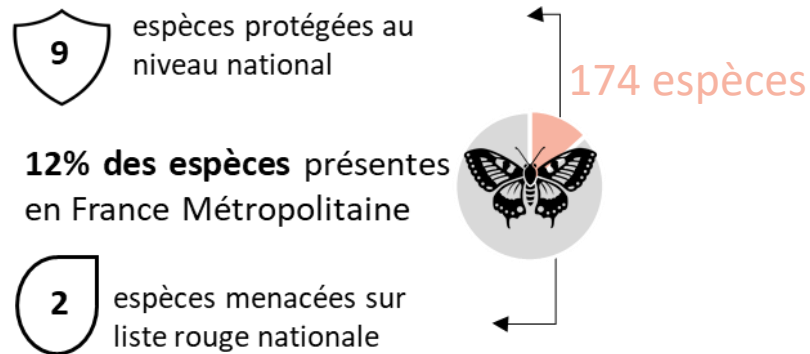 9
espèces protégées au
niveau national
174 espèces
12% des espèces présentes
en France Métropolitaine
2
espèces menacées sur
liste rouge nationale